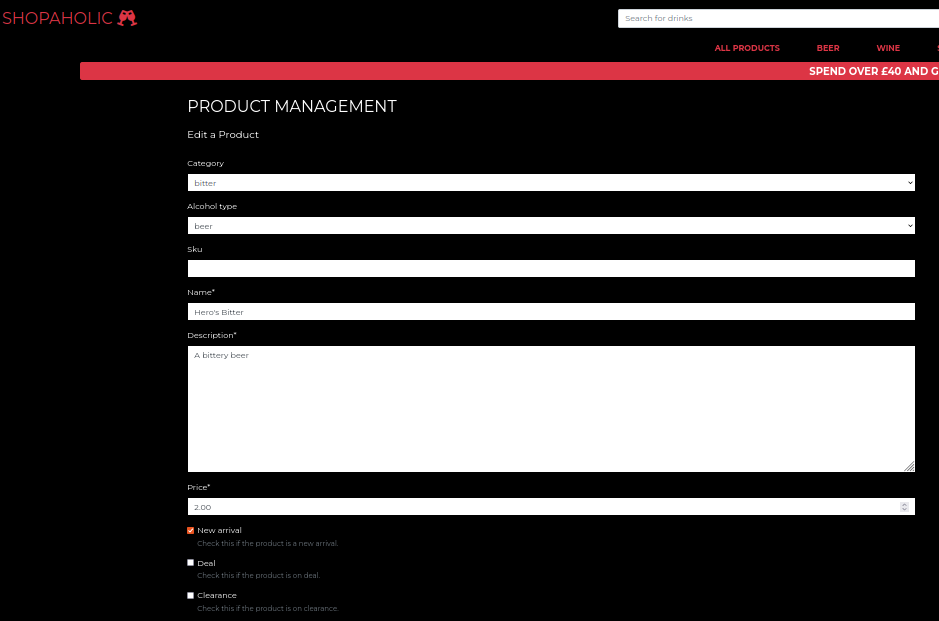 SHOPAHOLIC
Search for drinks
ALL PRODUCTS BEER WINE
SPEND OVER £40 AND G
PRODUCT MANAGEMENT
Edit a Product
Category
bitter
Alcohol type
beer
Sku
Name*
Hero's Bitter
Description*
A bittery beer
Price*
2.00
New arrival
Check this if the product is a new arrival.
Deal
Check this if the product is on deal.
Clearance
Check this if the product is on clearance.